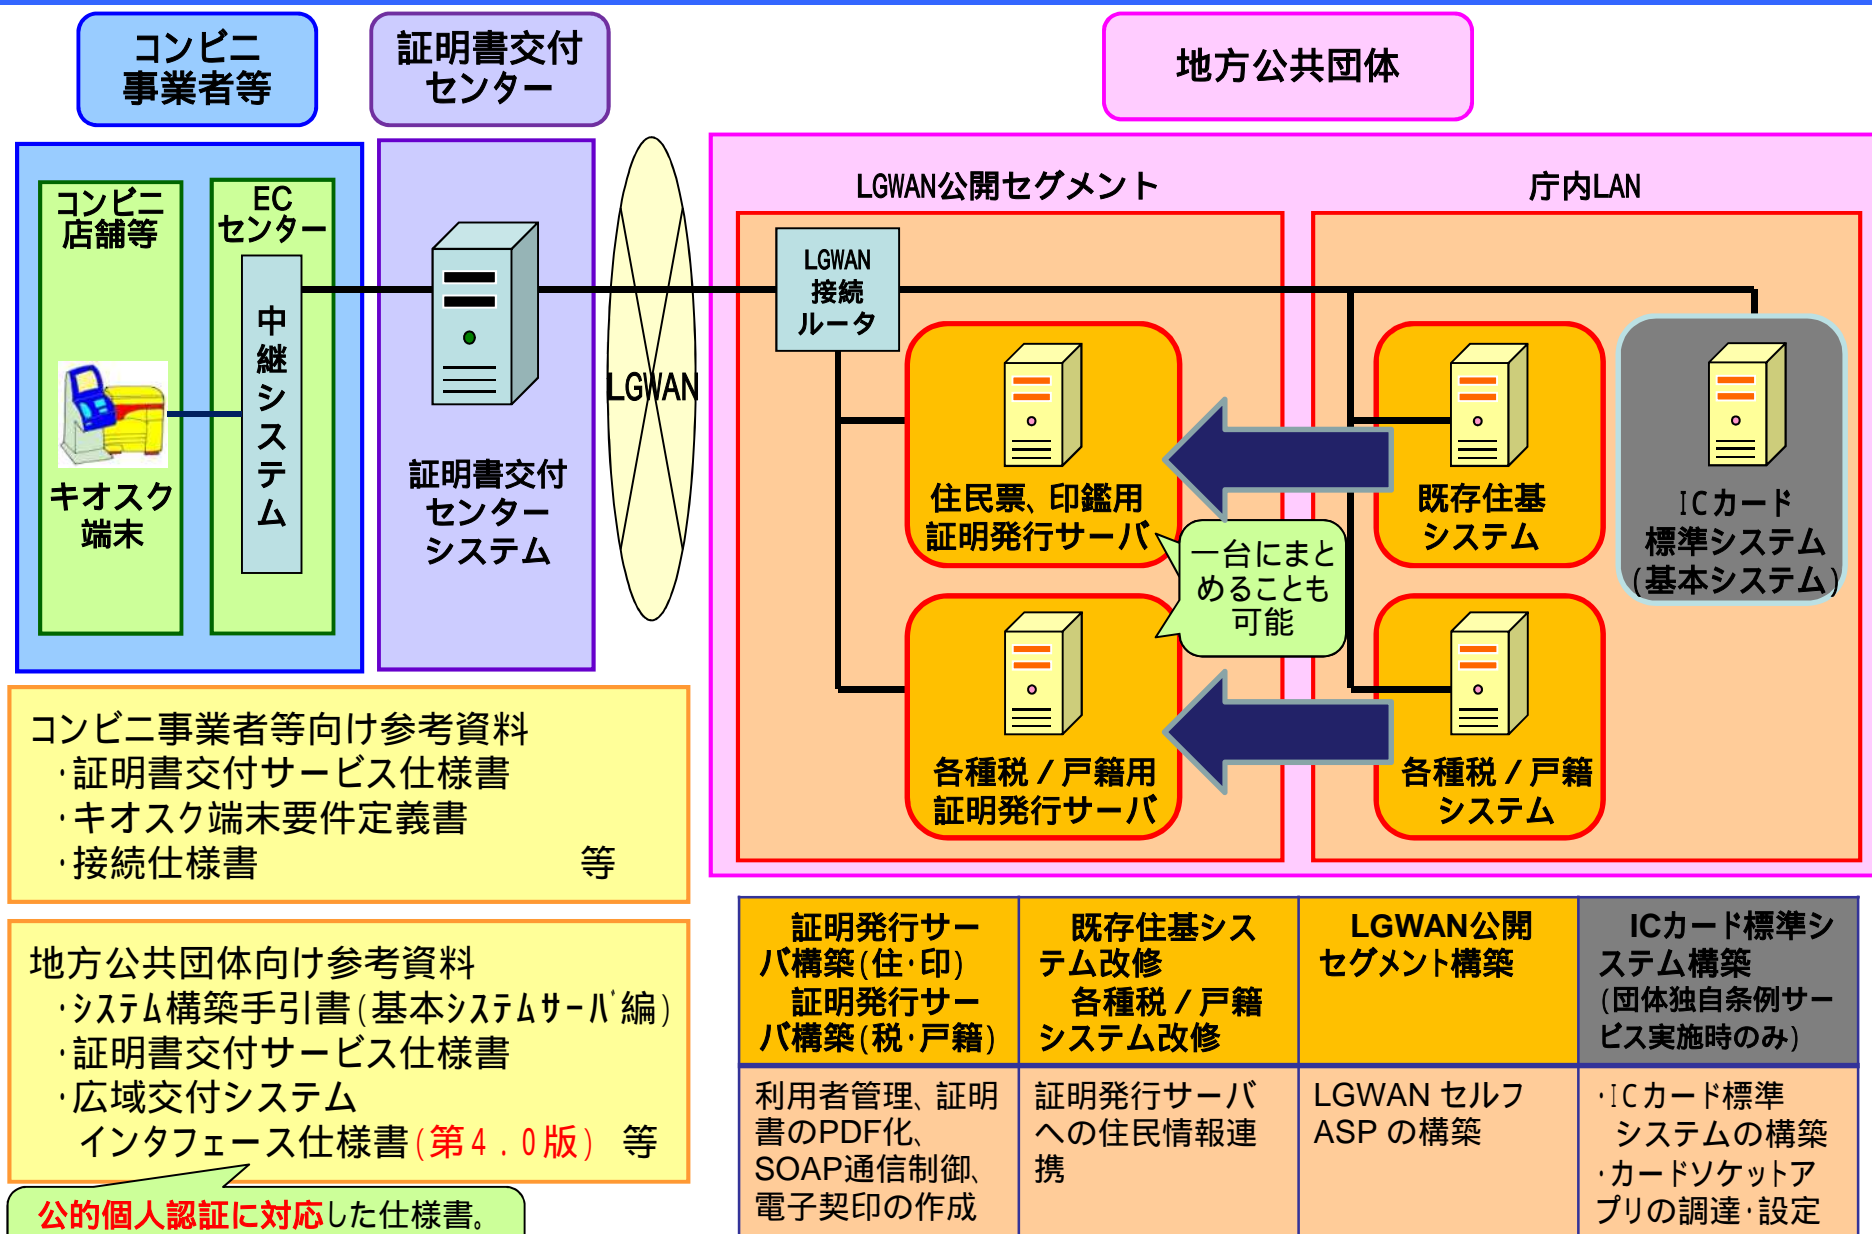 コンビニ
事業者等
証明書交付
センター
地方公共団体
コンビニ
店舗等
EC
センター
中継システム
キオスク
端末
証明書交付
センター
システム
LGWAN
LGWAN公開セグメント
庁内LAN
LGWAN
接続
ルータ
住民票、印鑑用
証明発行サーバ
一台にまと
めることも
可能
各種税/戸籍用
証明発行サーバ
既存住基
システム
各種税/戸籍
システム
ICカード
標準システム
(基本システム)
コンビニ事業者等向け参考資料
・証明書交付サービス仕様書
・キオスク端末要件定義書
・接続仕様書 等
地方公共団体向け参考資料
・システム構築手引書(基本システムサーバ編)
・証明書交付サービス仕様書
・広域交付システム
インタフェース仕様書(第4.0版) 等
公的個人認証に対応した仕様書。
証明発行サー
バ構築(住・印)
証明発行サー
バ構築(税・戸籍)
既存住基シス
テム改修
各種税/戸籍
システム改修
LGWAN公開
セグメント構築
ICカード標準シ
ステム構築
(団体独自条例サー
ビス実施時のみ)
利用者管理、証明
書のPDF化、
SOAP通信制御、
電子契印の作成
証明発行サーバ
への住民情報連
携
LGWAN セルフ
ASP の構築
・ICカード標準
システムの構築
・カードソケットア
プリの調達・設定